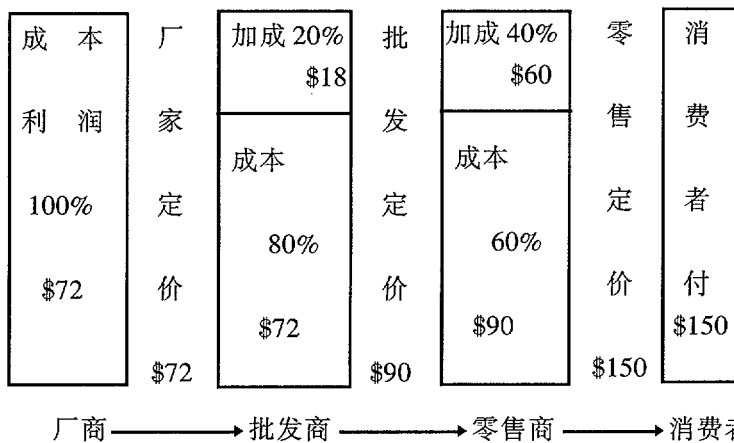 成本
利润
100%
$72
厂家定价
$72
加成 20%
$18
成本
80%
$72
批发定价
$90
加成 40%
$60
成本
60%
$90
零售定价
$150
消费者付
$150
厂商 → 批发商 → 零售商 → 消费者